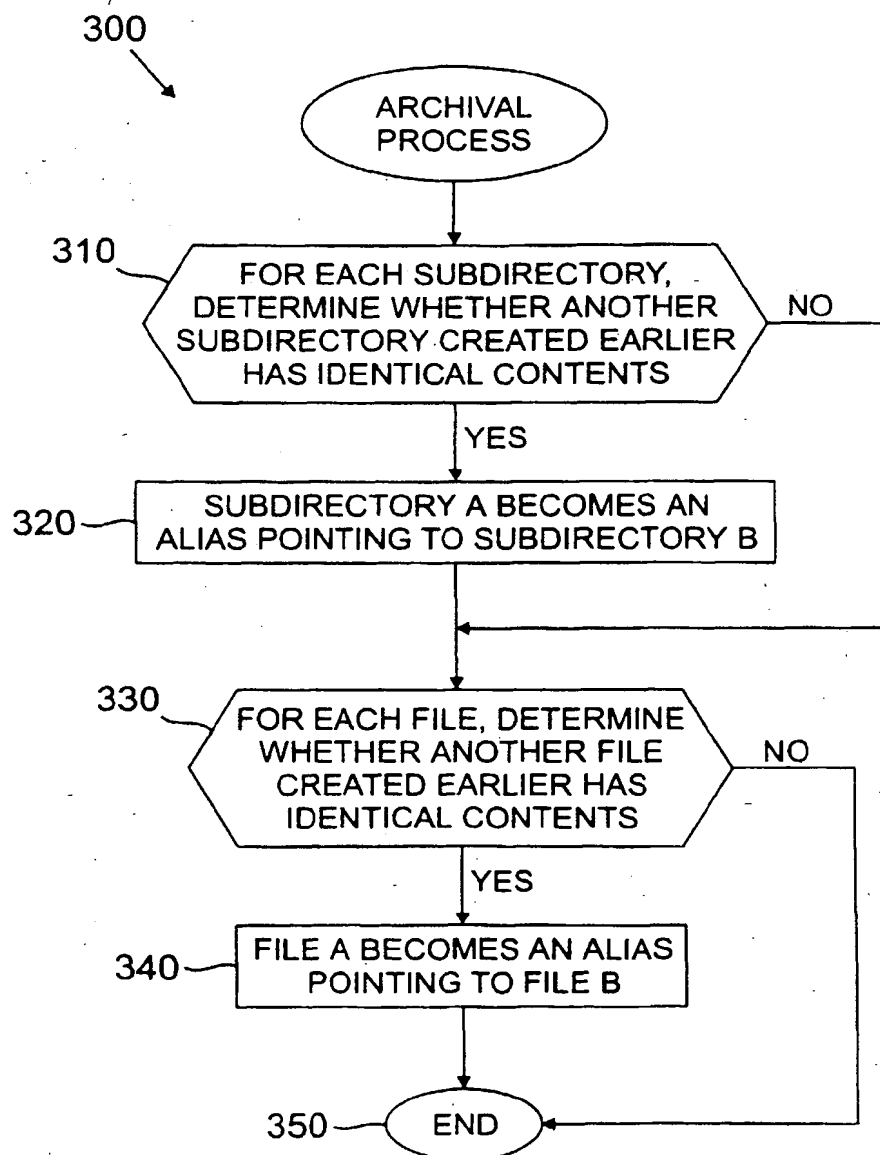 300
ARCHIVAL
PROCESS
310
FOR EACH SUBDIRECTORY,
DETERMINE WHETHER ANOTHER
SUBDIRECTORY CREATED EARLIER
HAS IDENTICAL CONTENTS
NO
YES
320
SUBDIRECTORY A BECOMES AN
ALIAS POINTING TO SUBDIRECTORY B
330
FOR EACH FILE, DETERMINE
WHETHER ANOTHER FILE
CREATED EARLIER HAS
IDENTICAL CONTENTS
NO
YES
340
FILE A BECOMES AN ALIAS
POINTING TO FILE B
350
END